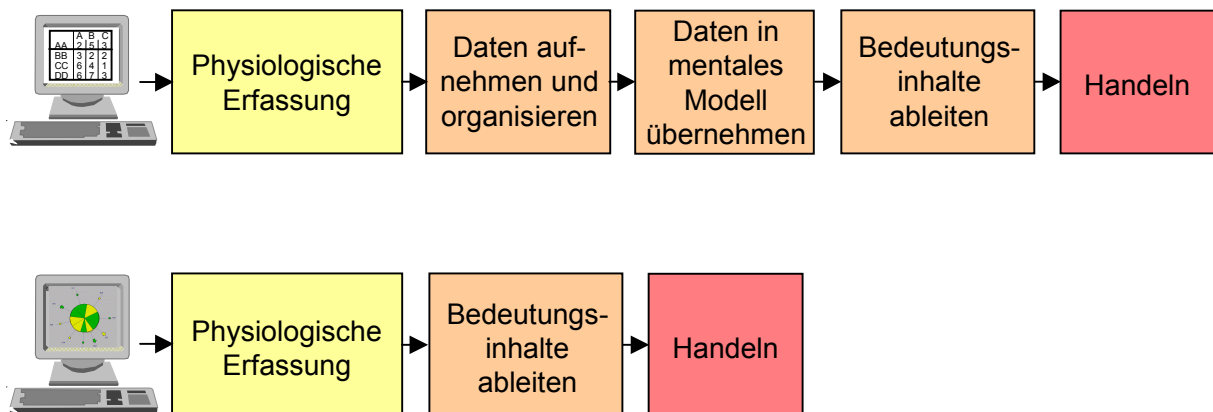 A B C
AA 2 5 3
BB 3 2 2
CC 6 4 1
DD 6 7 3
Physiologische
Erfassung
Daten auf-
nehmen und
organisieren
Daten in
mentales
Modell
übernehmen
Bedeutungs-
inhalte
ableiten
Handeln
Physiologische
Erfassung
Bedeutungs-
inhalte
ableiten
Handeln